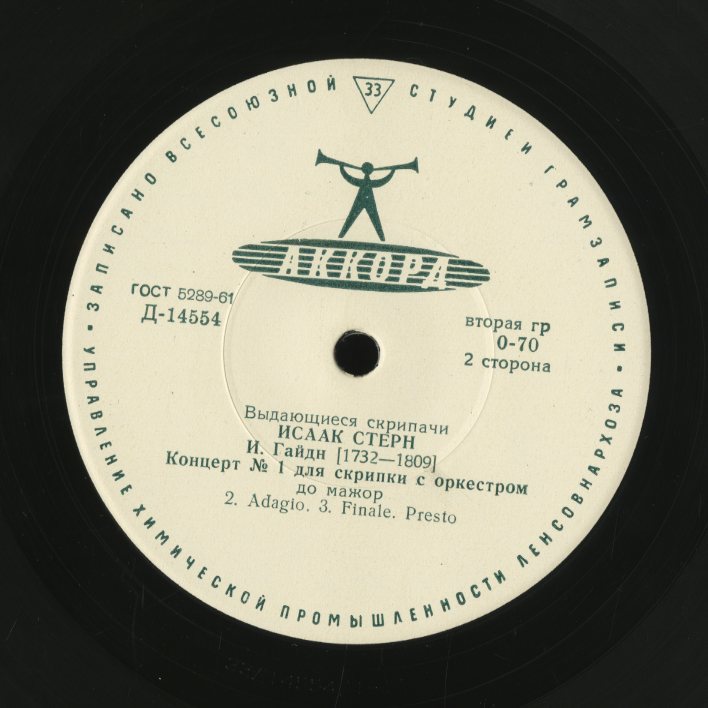 ЗАПИСАНО ВСЕСОЮЗНОЙ 33 СТУДИЕЙ ГРАМЗАПИСИ •
УПРАВЛЕНИЕ ХИМИЧЕСКОЙ ПРОМЫШЛЕННОСТИ ЛЕНСОВНАРХОЗА •
АККОРД
ГОСТ 5289-61
Д-14554
вторая гр
0-70
2 сторона
Выдающиеся скрипачи
ИСААК СТЕРН
И. Гайдн [1732—1809]
Концерт № 1 для скрипки с оркестром
до мажор
2. Adagio. 3. Finale. Presto